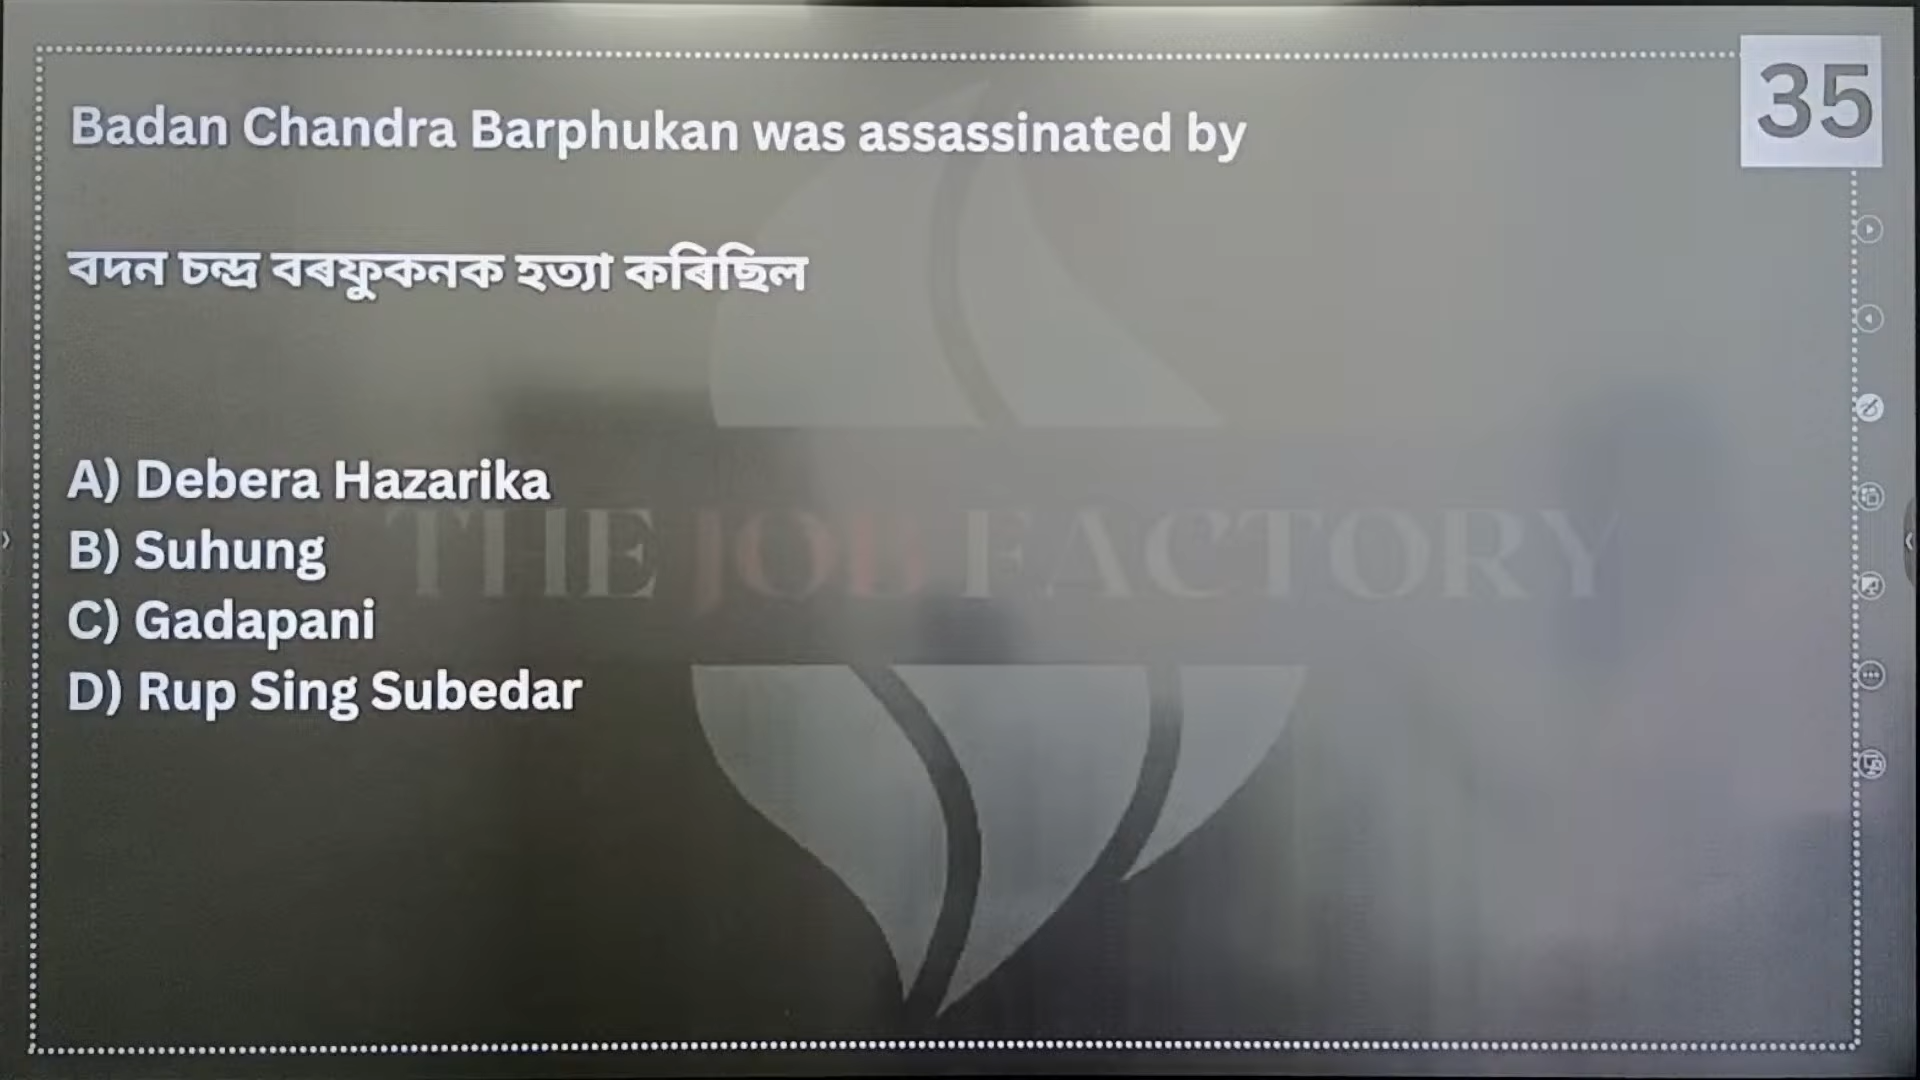 35
Badan Chandra Barphukan was assassinated by
বদন চন্দ্ৰ বৰফুকনক হত্যা কৰিছিল
A) Debera Hazarika
B) Suhung
THE JOB FACTORY
C) Gadapani
D) Rup Sing Subedar